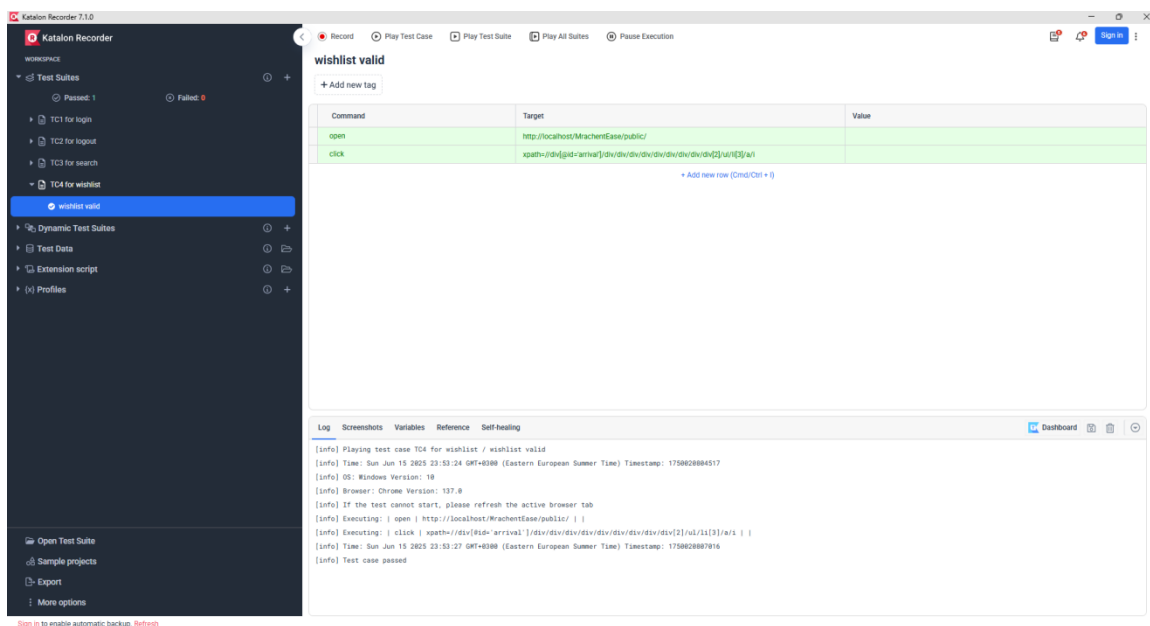 Katalon Recorder 7.1.0
Katalon Recorder
Record Play Test Case Play Test Suite Play All Suites Pause Execution Sign in
WORKSPACE
wishlist valid
Test Suites
+ Add new tag
Passed: 1 Failed: 0
Command Target Value
TC1 for login
open http://localhost/MrachentEase/public/
TC2 for logout
click xpath=//div[@id='arrival']/div/div/div/div/div/div/div/div/div[2]/ul/li[3]/a/i
TC3 for search
+ Add new row (Cmd/Ctrl + I)
TC4 for wishlist
wishlist valid
Dynamic Test Suites
Test Data
Extension script
{x} Profiles
Log Screenshots Variables Reference Self-healing Dashboard
[info] Playing test case TC4 for wishlist / wishlist valid
[info] Time: Sun Jun 15 2025 23:53:24 GMT+0300 (Eastern European Summer Time) Timestamp: 1750020804517
[info] OS: Windows Version: 10
[info] Browser: Chrome Version: 137.0
[info] If the test cannot start, please refresh the active browser tab
[info] Executing: | open | http://localhost/MrachentEase/public/ | |
[info] Executing: | click | xpath=//div[@id='arrival']/div/div/div/div/div/div/div/div/div[2]/ul/li[3]/a/i | |
[info] Time: Sun Jun 15 2025 23:53:27 GMT+0300 (Eastern European Summer Time) Timestamp: 1750020807016
[info] Test case passed
Open Test Suite
Sample projects
Export
More options
Sign in to enable automatic backup. Refresh